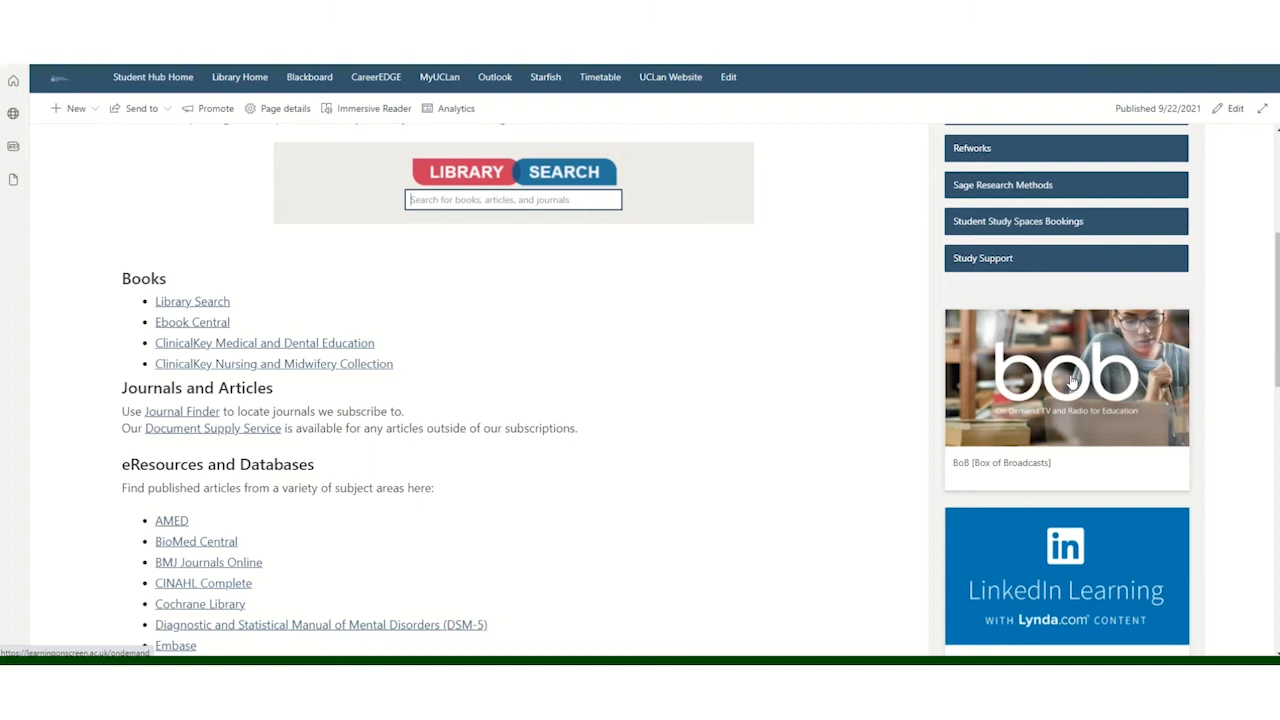 Student Hub Home Library Home Blackboard CareerEDGE MyUCLan Outlook Starfish Timetable UCLan Website Edit
New Send to Promote Page details Immersive Reader Analytics Published 9/22/2021 Edit
LIBRARY SEARCH
Search for books, articles, and journals
Books
Library Search
Ebook Central
ClinicalKey Medical and Dental Education
ClinicalKey Nursing and Midwifery Collection
Journals and Articles
Use Journal Finder to locate journals we subscribe to.
Our Document Supply Service is available for any articles outside of our subscriptions.
eResources and Databases
Find published articles from a variety of subject areas here:
AMED
BioMed Central
BMJ Journals Online
CINAHL Complete
Cochrane Library
Diagnostic and Statistical Manual of Mental Disorders (DSM-5)
Embase
Refworks
Sage Research Methods
Student Study Spaces Bookings
Study Support
bob
On Demand TV and Radio for Education
BoB [Box of Broadcasts]
in
LinkedIn Learning
WITH Lynda.com CONTENT
https://learningonscreen.ac.uk/ondemand